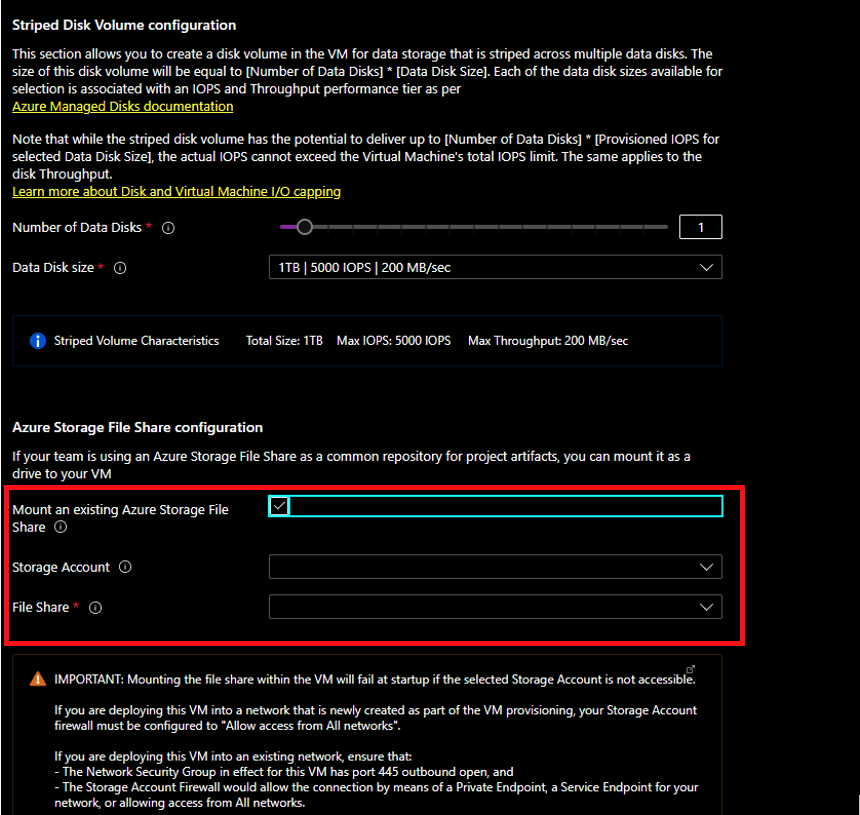 Striped Disk Volume configuration
This section allows you to create a disk volume in the VM for data storage that is striped across multiple data disks. The
size of this disk volume will be equal to [Number of Data Disks] * [Data Disk Size]. Each of the data disk sizes available for
selection is associated with an IOPS and Throughput performance tier as per
Azure Managed Disks documentation
Note that while the striped disk volume has the potential to deliver up to [Number of Data Disks] * [Provisioned IOPS for
selected Data Disk Size], the actual IOPS cannot exceed the Virtual Machine's total IOPS limit. The same applies to the
disk Throughput.
Learn more about Disk and Virtual Machine I/O capping
Number of Data Disks * 1
Data Disk size * 1TB | 5000 IOPS | 200 MB/sec
Striped Volume Characteristics Total Size: 1TB Max IOPS: 5000 IOPS Max Throughput: 200 MB/sec
Azure Storage File Share configuration
If your team is using an Azure Storage File Share as a common repository for project artifacts, you can mount it as a
drive to your VM
Mount an existing Azure Storage File
Share
Storage Account
File Share *
IMPORTANT: Mounting the file share within the VM will fail at startup if the selected Storage Account is not accessible.
If you are deploying this VM into a network that is newly created as part of the VM provisioning, your Storage Account
firewall must be configured to "Allow access from All networks".
If you are deploying this VM into an existing network, ensure that:
- The Network Security Group in effect for this VM has port 445 outbound open, and
- The Storage Account Firewall would allow the connection by means of a Private Endpoint, a Service Endpoint for your
network, or allowing access from All networks.